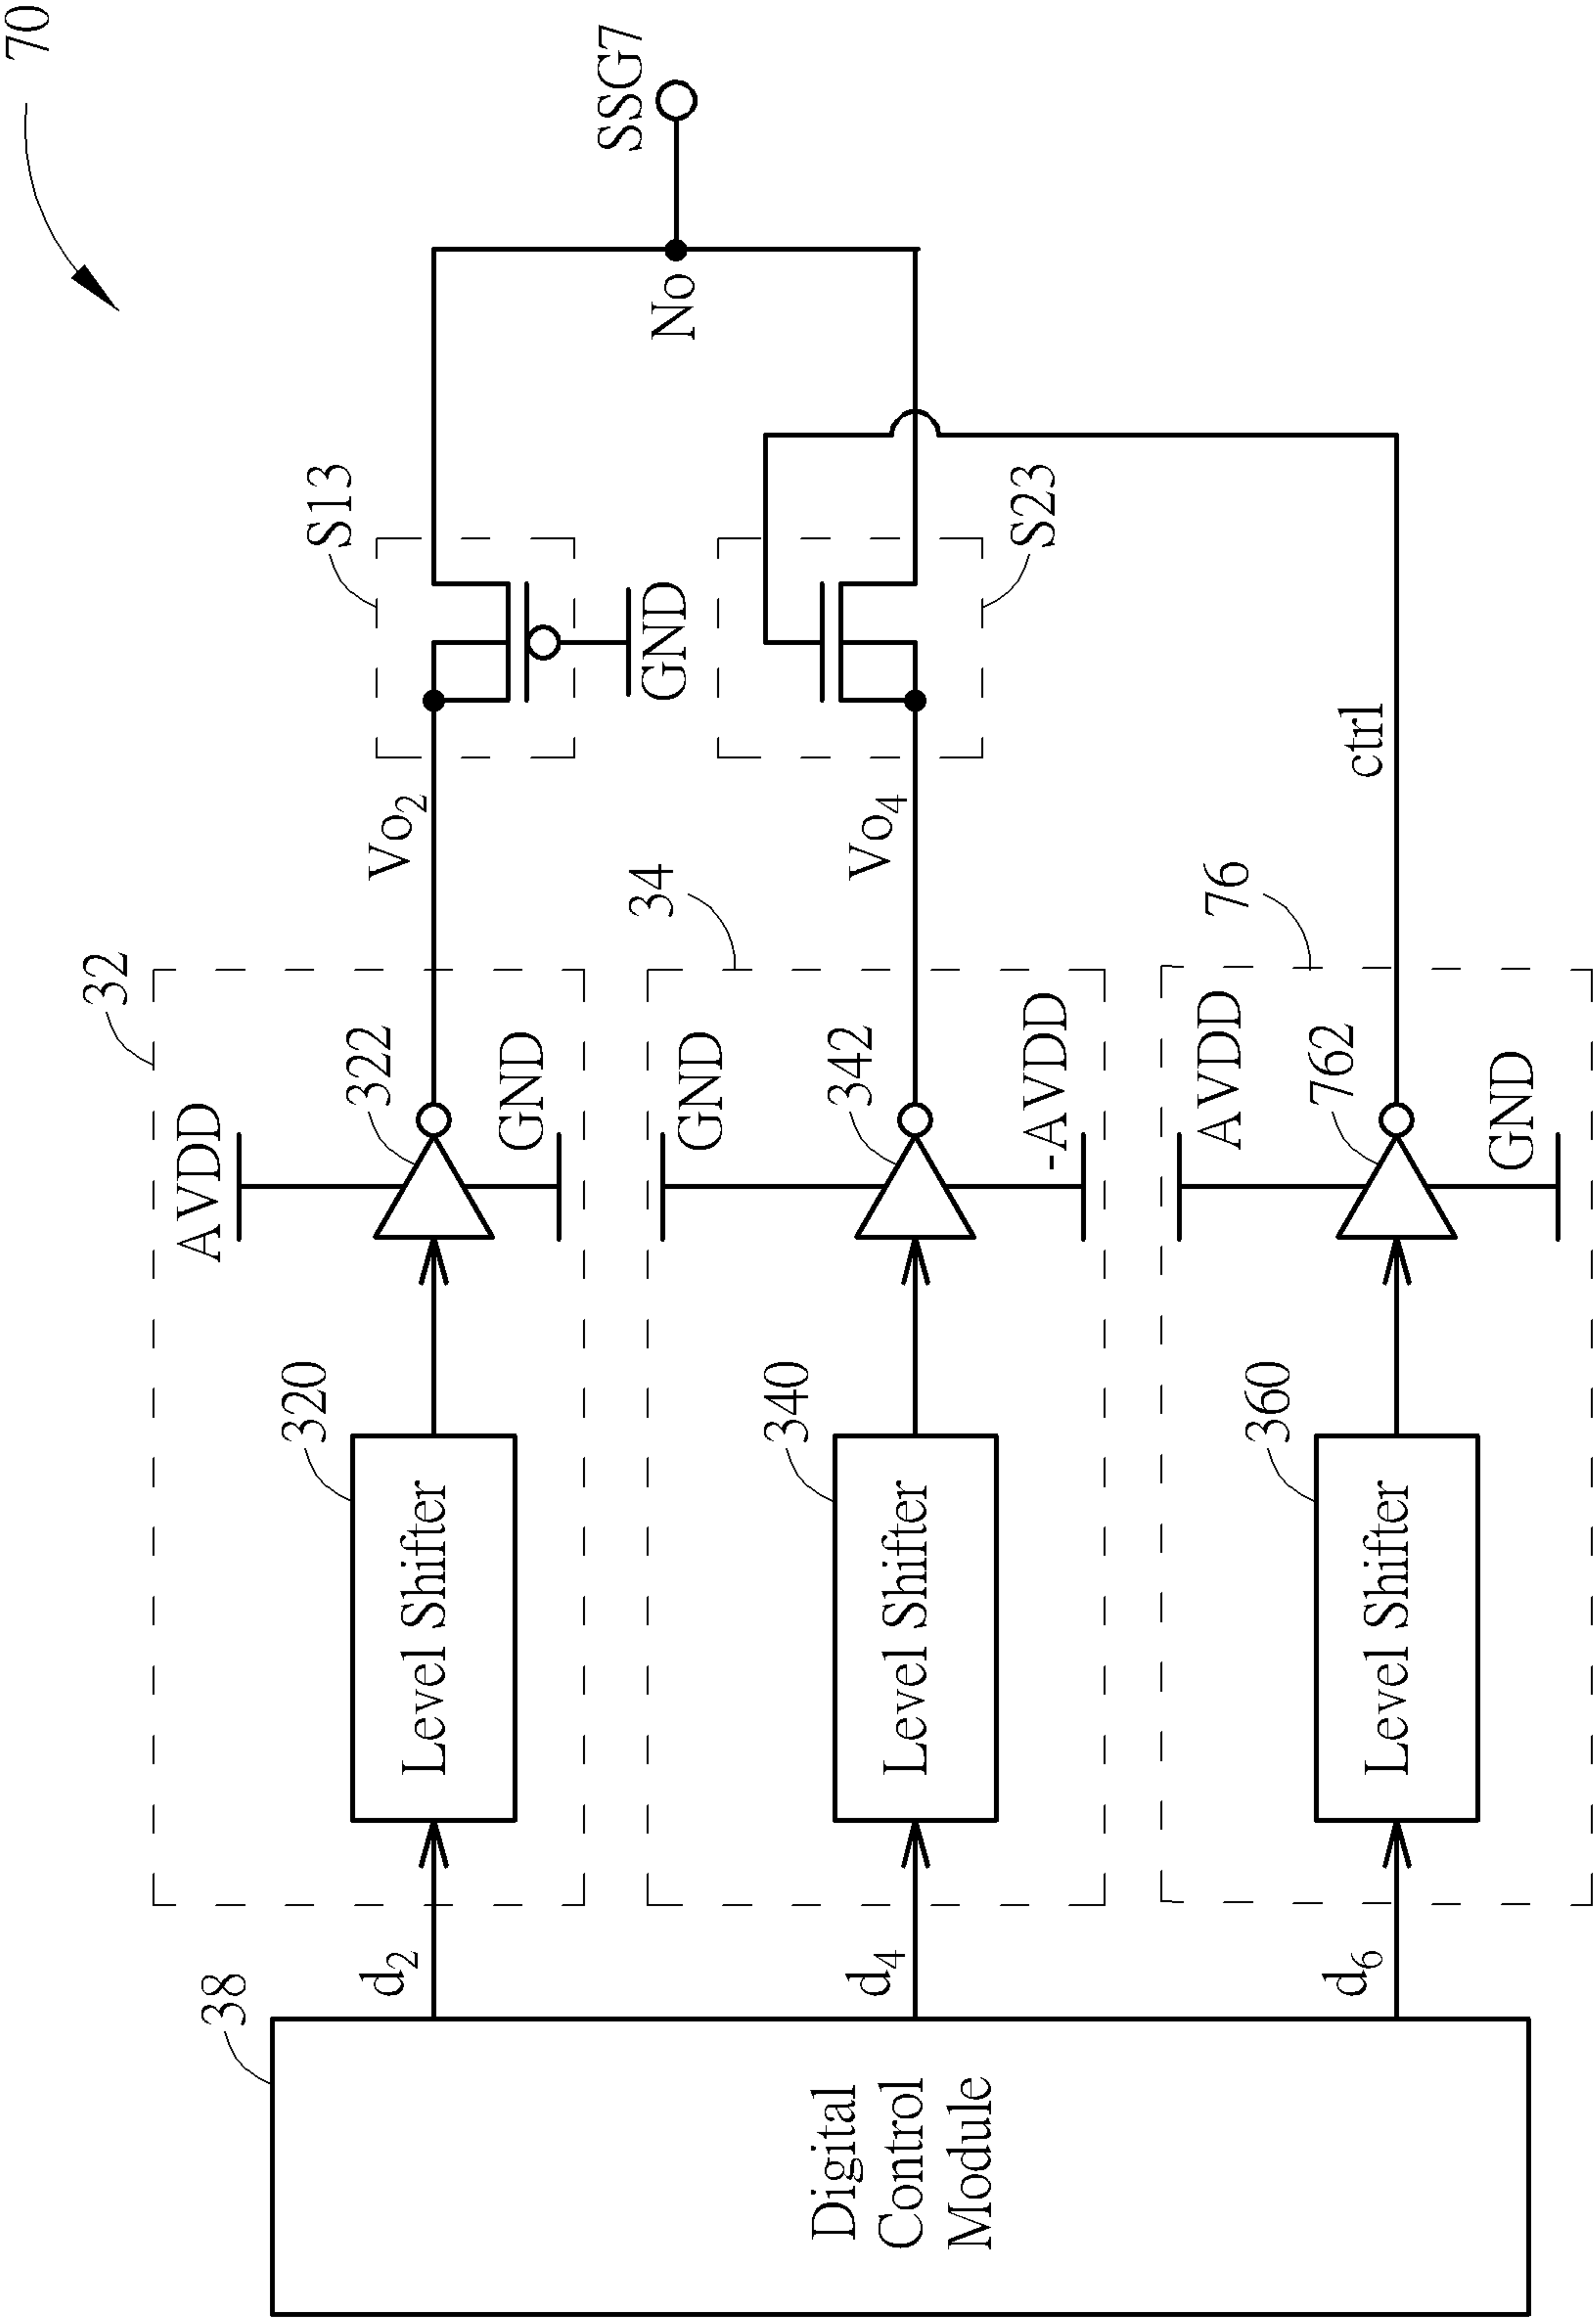 70
32
AVDD
322
320
Level Shifter
GND
Vo2
S13
GND
SSG7
No
38
Digital
Control
Module
d2
d4
d6
34
GND
342
340
Level Shifter
-AVDD
Vo4
S23
76
AVDD
762
360
Level Shifter
GND
ctrl